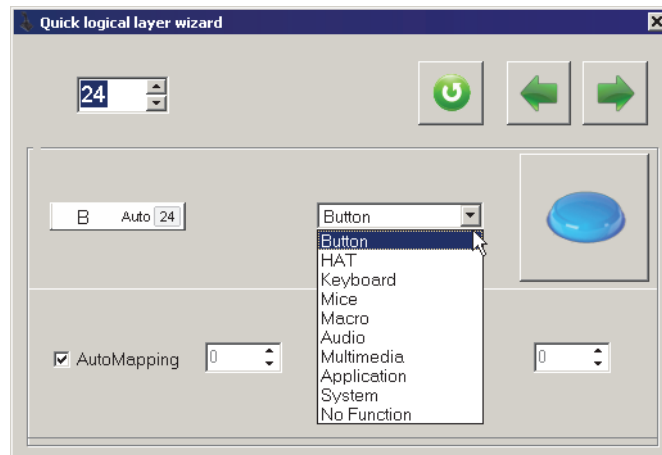 Quick logical layer wizard
24
B Auto 24
Button
Button
HAT
Keyboard
Mice
Macro
Audio
Multimedia
Application
System
No Function
AutoMapping 0 0